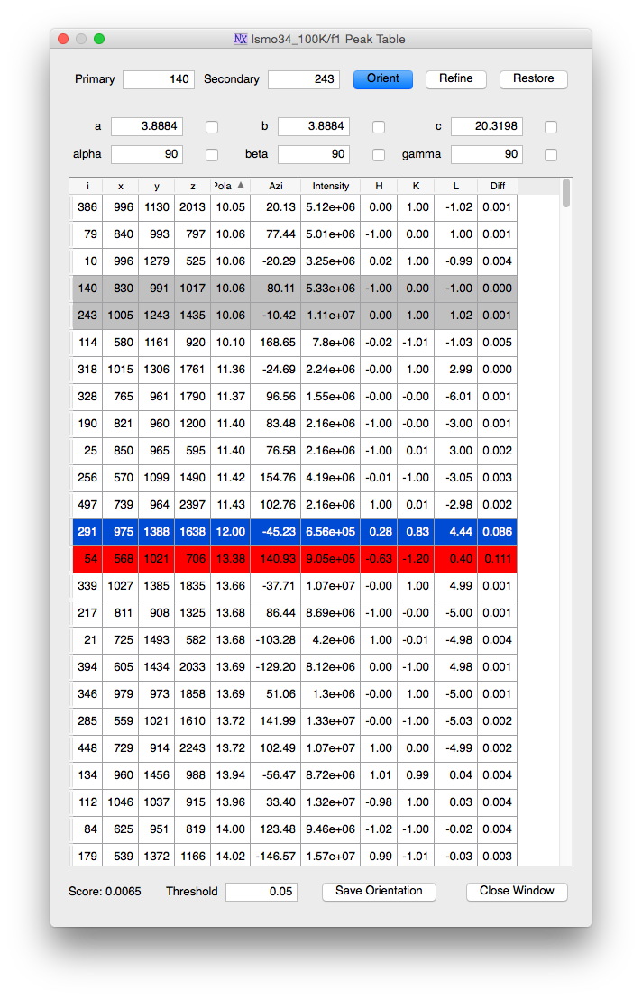 NX lsmo34_100K/f1 Peak Table
Primary 140 Secondary 243 Orient Refine Restore
a 3.8884 b 3.8884 c 20.3198
alpha 90 beta 90 gamma 90
i x y z Pola ▲ Azi Intensity H K L Diff
386 996 1130 2013 10.05 20.13 5.12e+06 0.00 1.00 -1.02 0.001
79 840 993 797 10.05 77.44 5.01e+06 -1.00 0.00 1.00 0.001
10 996 1279 525 10.06 -20.29 3.25e+06 0.02 1.00 -0.99 0.004
140 830 991 1017 10.06 80.11 5.33e+06 -1.00 0.00 -1.00 0.000
243 1005 1243 1435 10.06 -10.42 1.11e+07 0.00 1.00 1.02 0.001
114 580 1161 920 10.10 168.65 7.8e+06 -0.02 -1.01 -1.03 0.005
318 1015 1306 1761 11.36 -24.69 2.24e+06 -0.00 1.00 2.99 0.000
328 765 961 1790 11.37 96.56 1.55e+06 -0.00 -0.00 -6.01 0.001
190 821 960 1200 11.40 83.48 2.16e+06 -1.00 -0.00 -3.00 0.001
25 850 965 595 11.40 76.58 2.16e+06 -1.00 0.01 3.00 0.002
256 570 1099 1490 11.42 154.76 4.19e+06 -0.01 -1.00 -3.05 0.003
497 739 964 2397 11.43 102.76 2.16e+06 1.00 0.01 -2.98 0.002
291 975 1388 1638 12.00 -45.23 6.56e+05 0.28 0.83 4.44 0.086
54 568 1021 706 13.38 140.93 9.05e+05 -0.63 -1.20 0.40 0.111
339 1027 1385 1835 13.66 -37.71 1.07e+07 -0.00 1.00 4.99 0.001
217 811 908 1325 13.68 86.44 8.69e+06 -1.00 -0.00 -5.00 0.001
21 725 1493 582 13.68 -103.28 4.2e+06 1.00 -0.01 -4.98 0.004
394 605 1434 2033 13.69 -129.20 8.12e+06 0.00 -1.00 4.98 0.001
346 979 973 1858 13.69 51.06 1.3e+06 -0.00 1.00 -5.00 0.001
285 559 1021 1610 13.72 141.99 1.33e+07 -0.00 -1.00 -5.03 0.002
448 729 914 2243 13.72 102.49 1.07e+07 1.00 0.00 -4.99 0.002
134 960 1456 988 13.94 -56.47 8.72e+06 1.01 0.99 0.04 0.004
112 1046 1037 915 13.96 33.40 1.32e+07 -0.98 1.00 0.03 0.004
84 625 951 819 14.00 123.48 9.46e+06 -1.02 -1.00 -0.02 0.004
179 539 1372 1166 14.02 -146.57 1.57e+07 0.99 -1.01 -0.03 0.003
Score: 0.0065 Threshold 0.05 Save Orientation Close Window